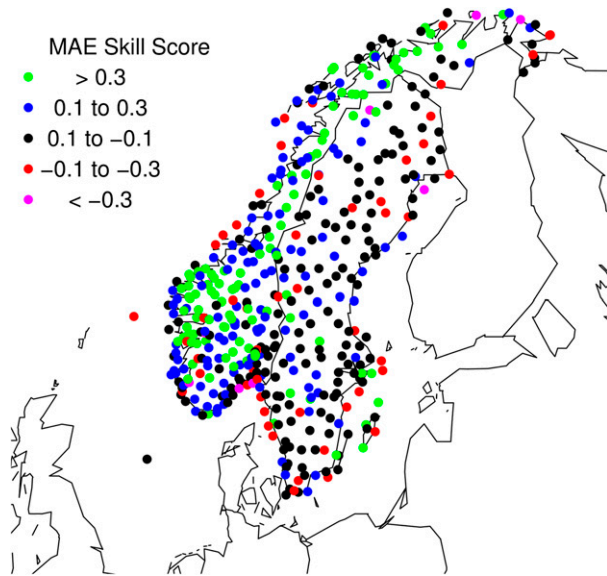 MAE Skill Score
> 0.3
0.1 to 0.3
0.1 to −0.1
−0.1 to −0.3
< −0.3